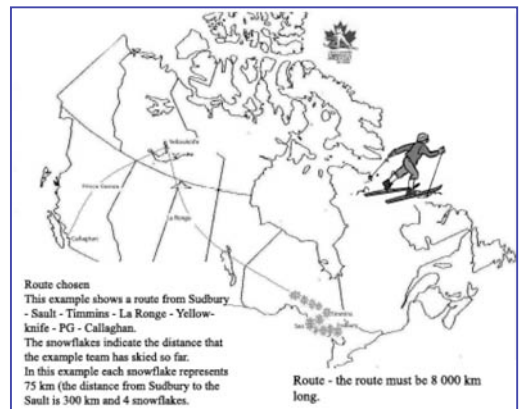 Yellowknife
Prince George
La Ronge
Callaghan
Timmins
Sau
Sudbury
Route chosen
This example shows a route from Sudbury
- Sault - Timmins - La Ronge - Yellow-
knife - PG - Callaghan.
The snowflakes indicate the distance that
the example team has skied so far.
In this example each snowflake represents
75 km (the distance from Sudbury to the
Sault is 300 km and 4 snowflakes.
Route - the route must be 8 000 km
long.